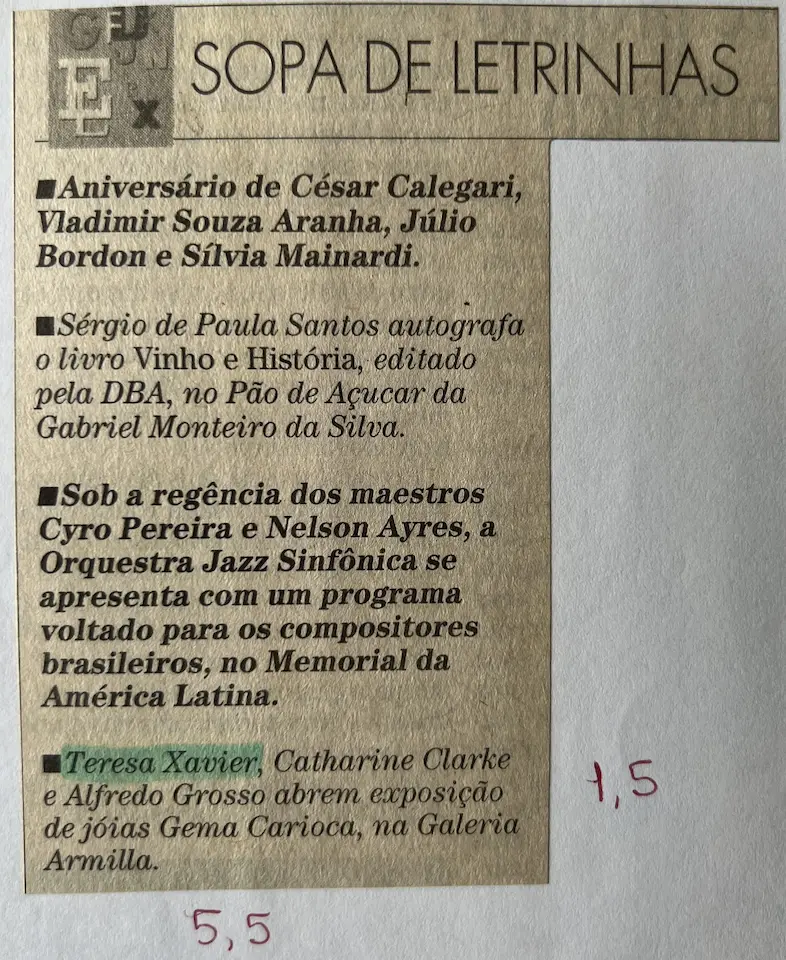 SOPA DE LETRINHAS
■Aniversário de César Calegari,
Vladimir Souza Aranha, Júlio
Bordon e Sílvia Mainardi.
■Sérgio de Paula Santos autografa
o livro Vinho e História, editado
pela DBA, no Pão de Açucar da
Gabriel Monteiro da Silva.
■Sob a regência dos maestros
Cyro Pereira e Nelson Ayres, a
Orquestra Jazz Sinfônica se
apresenta com um programa
voltado para os compositores
brasileiros, no Memorial da
América Latina.
■Teresa Xavier, Catharine Clarke
e Alfredo Grosso abrem exposição
de jóias Gema Carioca, na Galeria
Armilla.
1,5
5,5